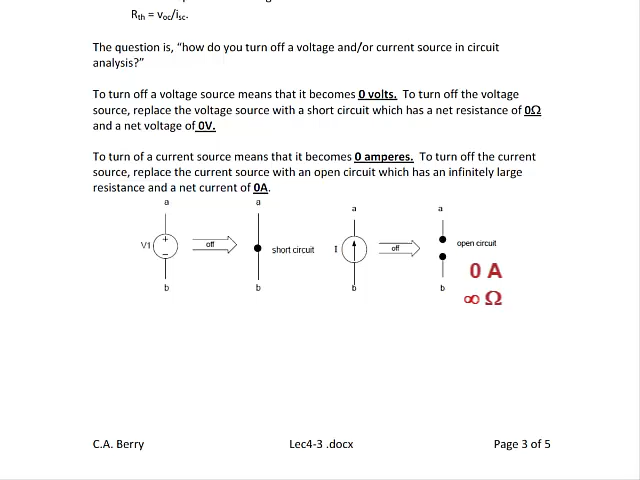 Rth = voc/isc.
The question is, “how do you turn off a voltage and/or current source in circuit
analysis?”
To turn off a voltage source means that it becomes 0 volts. To turn off the voltage
source, replace the voltage source with a short circuit which has a net resistance of 0Ω
and a net voltage of 0V.
To turn of a current source means that it becomes 0 amperes. To turn off the current
source, replace the current source with an open circuit which has an infinitely large
resistance and a net current of 0A.
a a a a
V1 + − off short circuit I off open circuit
b b b b
0 A
∞ Ω
C.A. Berry Lec4-3 .docx Page 3 of 5